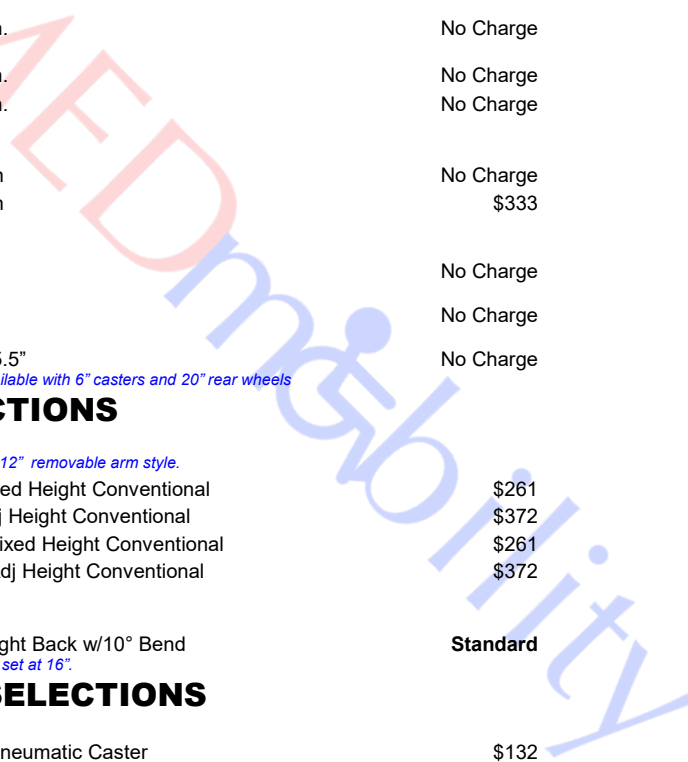 . No Charge
. No Charge
. No Charge
No Charge
$333
No Charge
No Charge
5.5” No Charge
ilable with 6” casters and 20” rear wheels
CTIONS
12” removable arm style.
ed Height Conventional $261
j Height Conventional $372
ixed Height Conventional $261
dj Height Conventional $372
ght Back w/10° Bend Standard
set at 16”.
SELECTIONS
neumatic Caster $132
MEDmobility